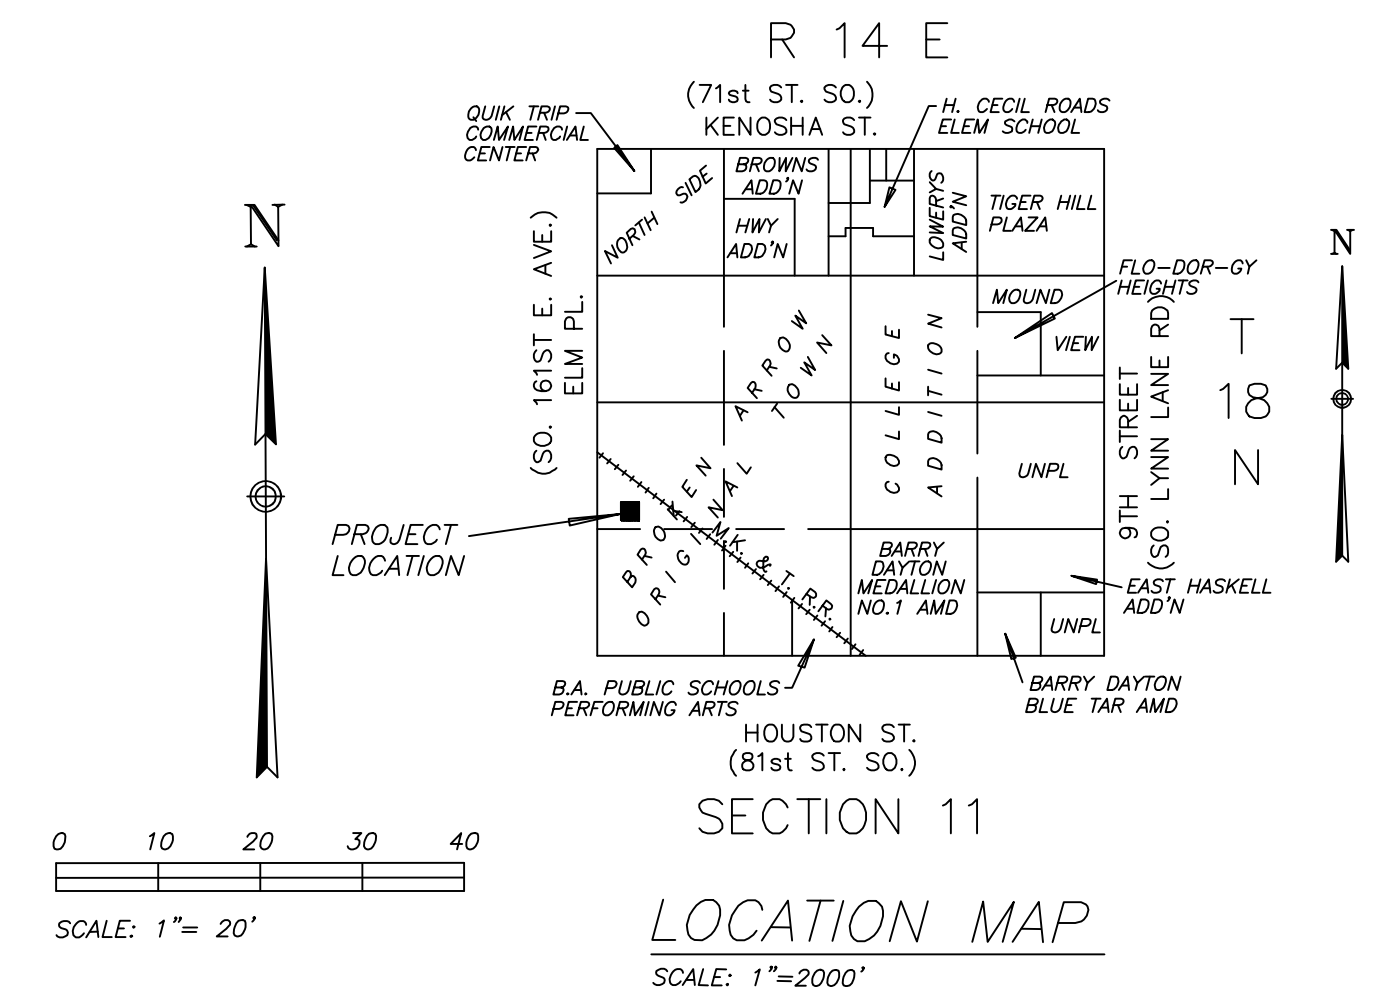 R 14 E
(71st ST. SO.)
KENOSHA ST.
QUIK TRIP
COMMERCIAL
CENTER
H. CECIL ROADS
ELEM SCHOOL
NORTH SIDE
BROWNS
ADD'N
HWY
ADD'N
LOWERYS
ADD'N
TIGER HILL
PLAZA
N
(SO. 161ST E. AVE.)
ELM PL.
FLO-DOR-GY
HEIGHTS
MOUND
VIEW
N
T
18
N
9TH STREET
(SO. LYNN LANE RD)
BROKEN ARROW
ORIGINAL TOWN
COLLEGE
ADDITION
UNPL
PROJECT
LOCATION
M.K. & T. R.R.
BARRY
DAYTON
MEDALLION
NO.1 AMD
EAST HASKELL
ADD'N
UNPL
B.A. PUBLIC SCHOOLS
PERFORMING ARTS
BARRY DAYTON
BLUE TAR AMD
HOUSTON ST.
(81st ST. SO.)
SECTION 11
0 10 20 30 40
SCALE: 1"= 20'
LOCATION MAP
SCALE: 1"=2000'